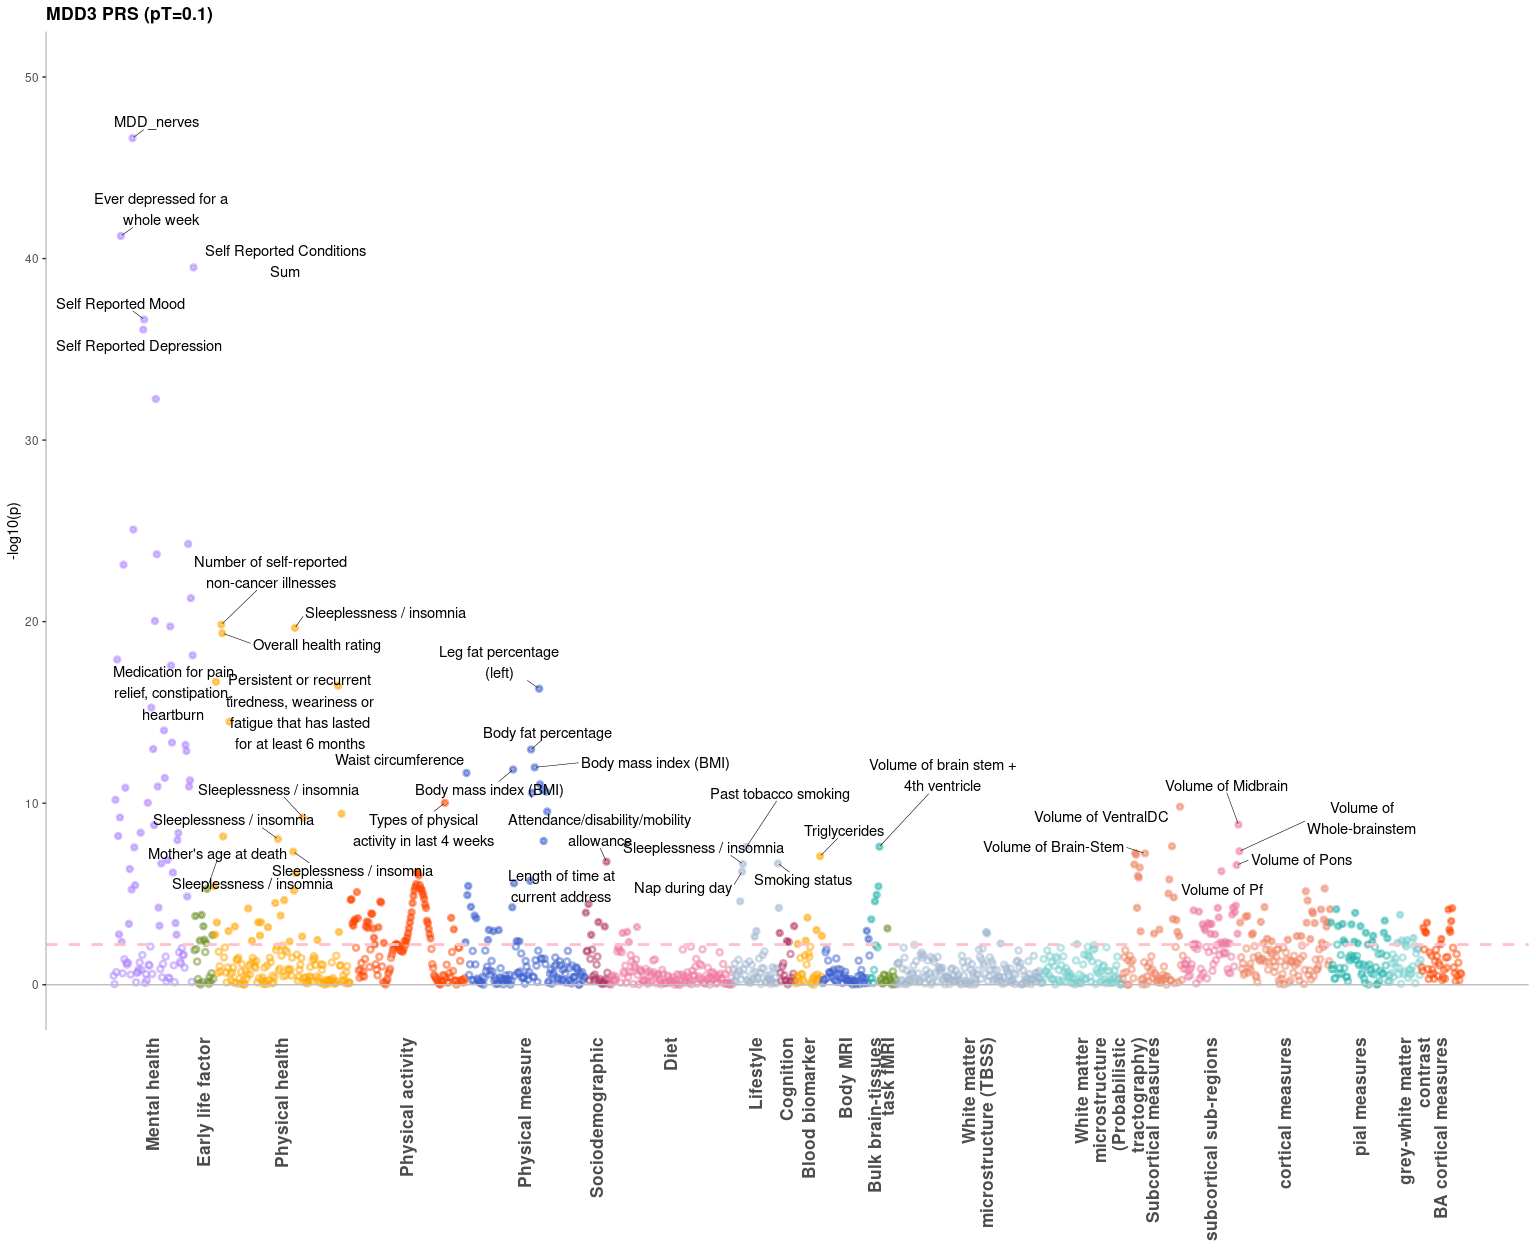 MDD3 PRS (pT=0.1)
50
40
30
20
10
0
-log10(p)
MDD_nerves
Ever depressed for a
whole week
Self Reported Conditions
Sum
Self Reported Mood
Self Reported Depression
Number of self-reported
non-cancer illnesses
Sleeplessness / insomnia
Overall health rating
Medication for pain
relief, constipation,
heartburn
Persistent or recurrent
tiredness, weariness or
fatigue that has lasted
for at least 6 months
Leg fat percentage
(left)
Body fat percentage
Waist circumference
Body mass index (BMI)
Body mass index (BMI)
Sleeplessness / insomnia
Sleeplessness / insomnia
Types of physical
activity in last 4 weeks
Attendance/disability/mobility
allowance
Mother's age at death
Sleeplessness / insomnia
Sleeplessness / insomnia
Length of time at
current address
Past tobacco smoking
Sleeplessness / insomnia
Nap during day
Smoking status
Triglycerides
Volume of brain stem +
4th ventricle
Volume of VentralDC
Volume of Brain-Stem
Volume of Midbrain
Volume of
Whole-brainstem
Volume of Pons
Volume of Pf
Mental health
Early life factor
Physical health
Physical activity
Physical measure
Sociodemographic
Diet
Lifestyle
Cognition
Blood biomarker
Body MRI
Bulk brain-tissues
task fMRI
White matter
microstructure (TBSS)
White matter
microstructure
(Probabilistic
tractography)
Subcortical measures
subcortical sub-regions
cortical measures
pial measures
grey-white matter
contrast
BA cortical measures